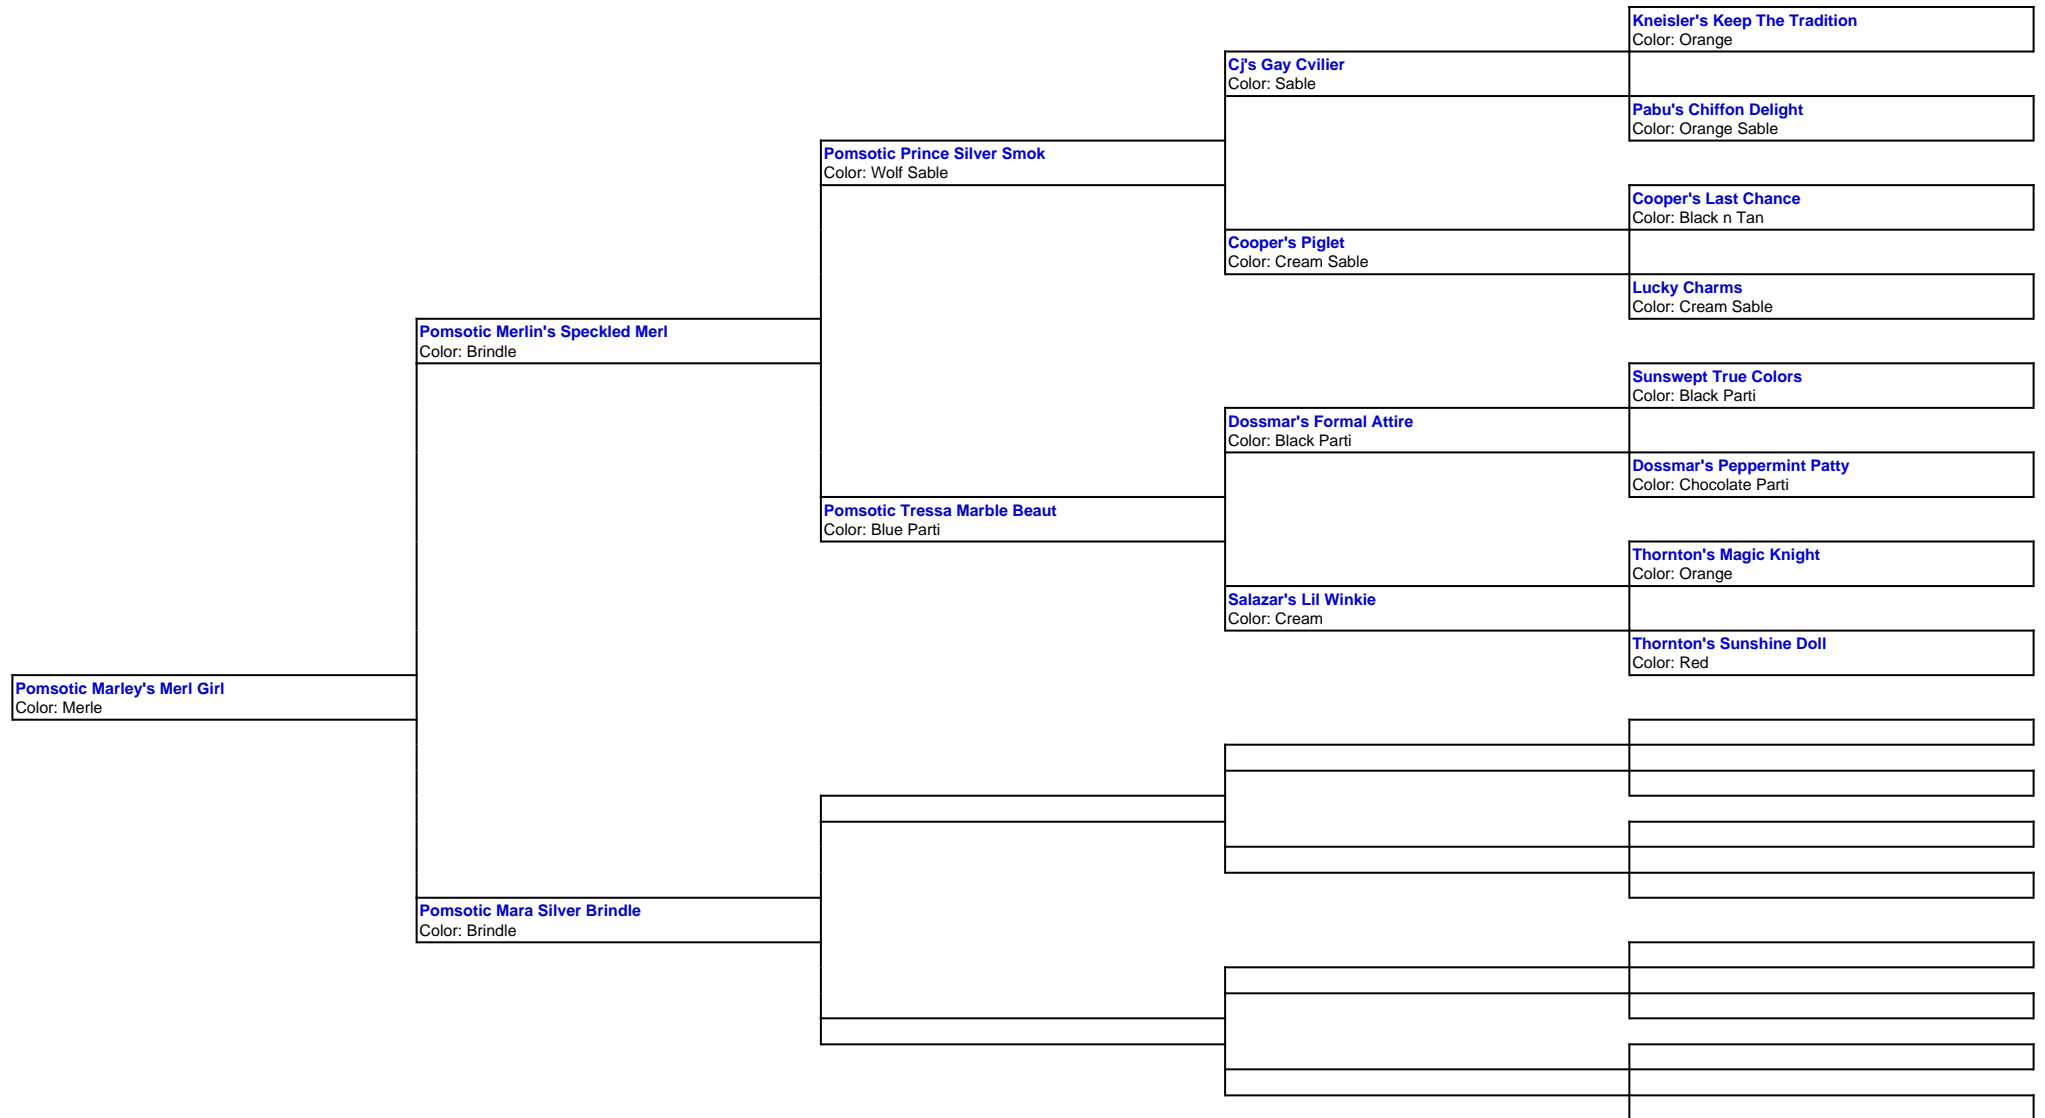 Kneisler's Keep The Tradition
Color: Orange
Cj's Gay Cvilier
Color: Sable
Pabu's Chiffon Delight
Color: Orange Sable
Pomsotic Prince Silver Smok
Color: Wolf Sable
Cooper's Last Chance
Color: Black n Tan
Cooper's Piglet
Color: Cream Sable
Lucky Charms
Color: Cream Sable
Pomsotic Merlin's Speckled Merl
Color: Brindle
Sunswept True Colors
Color: Black Parti
Dossmar's Formal Attire
Color: Black Parti
Dossmar's Peppermint Patty
Color: Chocolate Parti
Pomsotic Tressa Marble Beaut
Color: Blue Parti
Thornton's Magic Knight
Color: Orange
Salazar's Lil Winkie
Color: Cream
Thornton's Sunshine Doll
Color: Red
Pomsotic Marley's Merl Girl
Color: Merle
Pomsotic Mara Silver Brindle
Color: Brindle